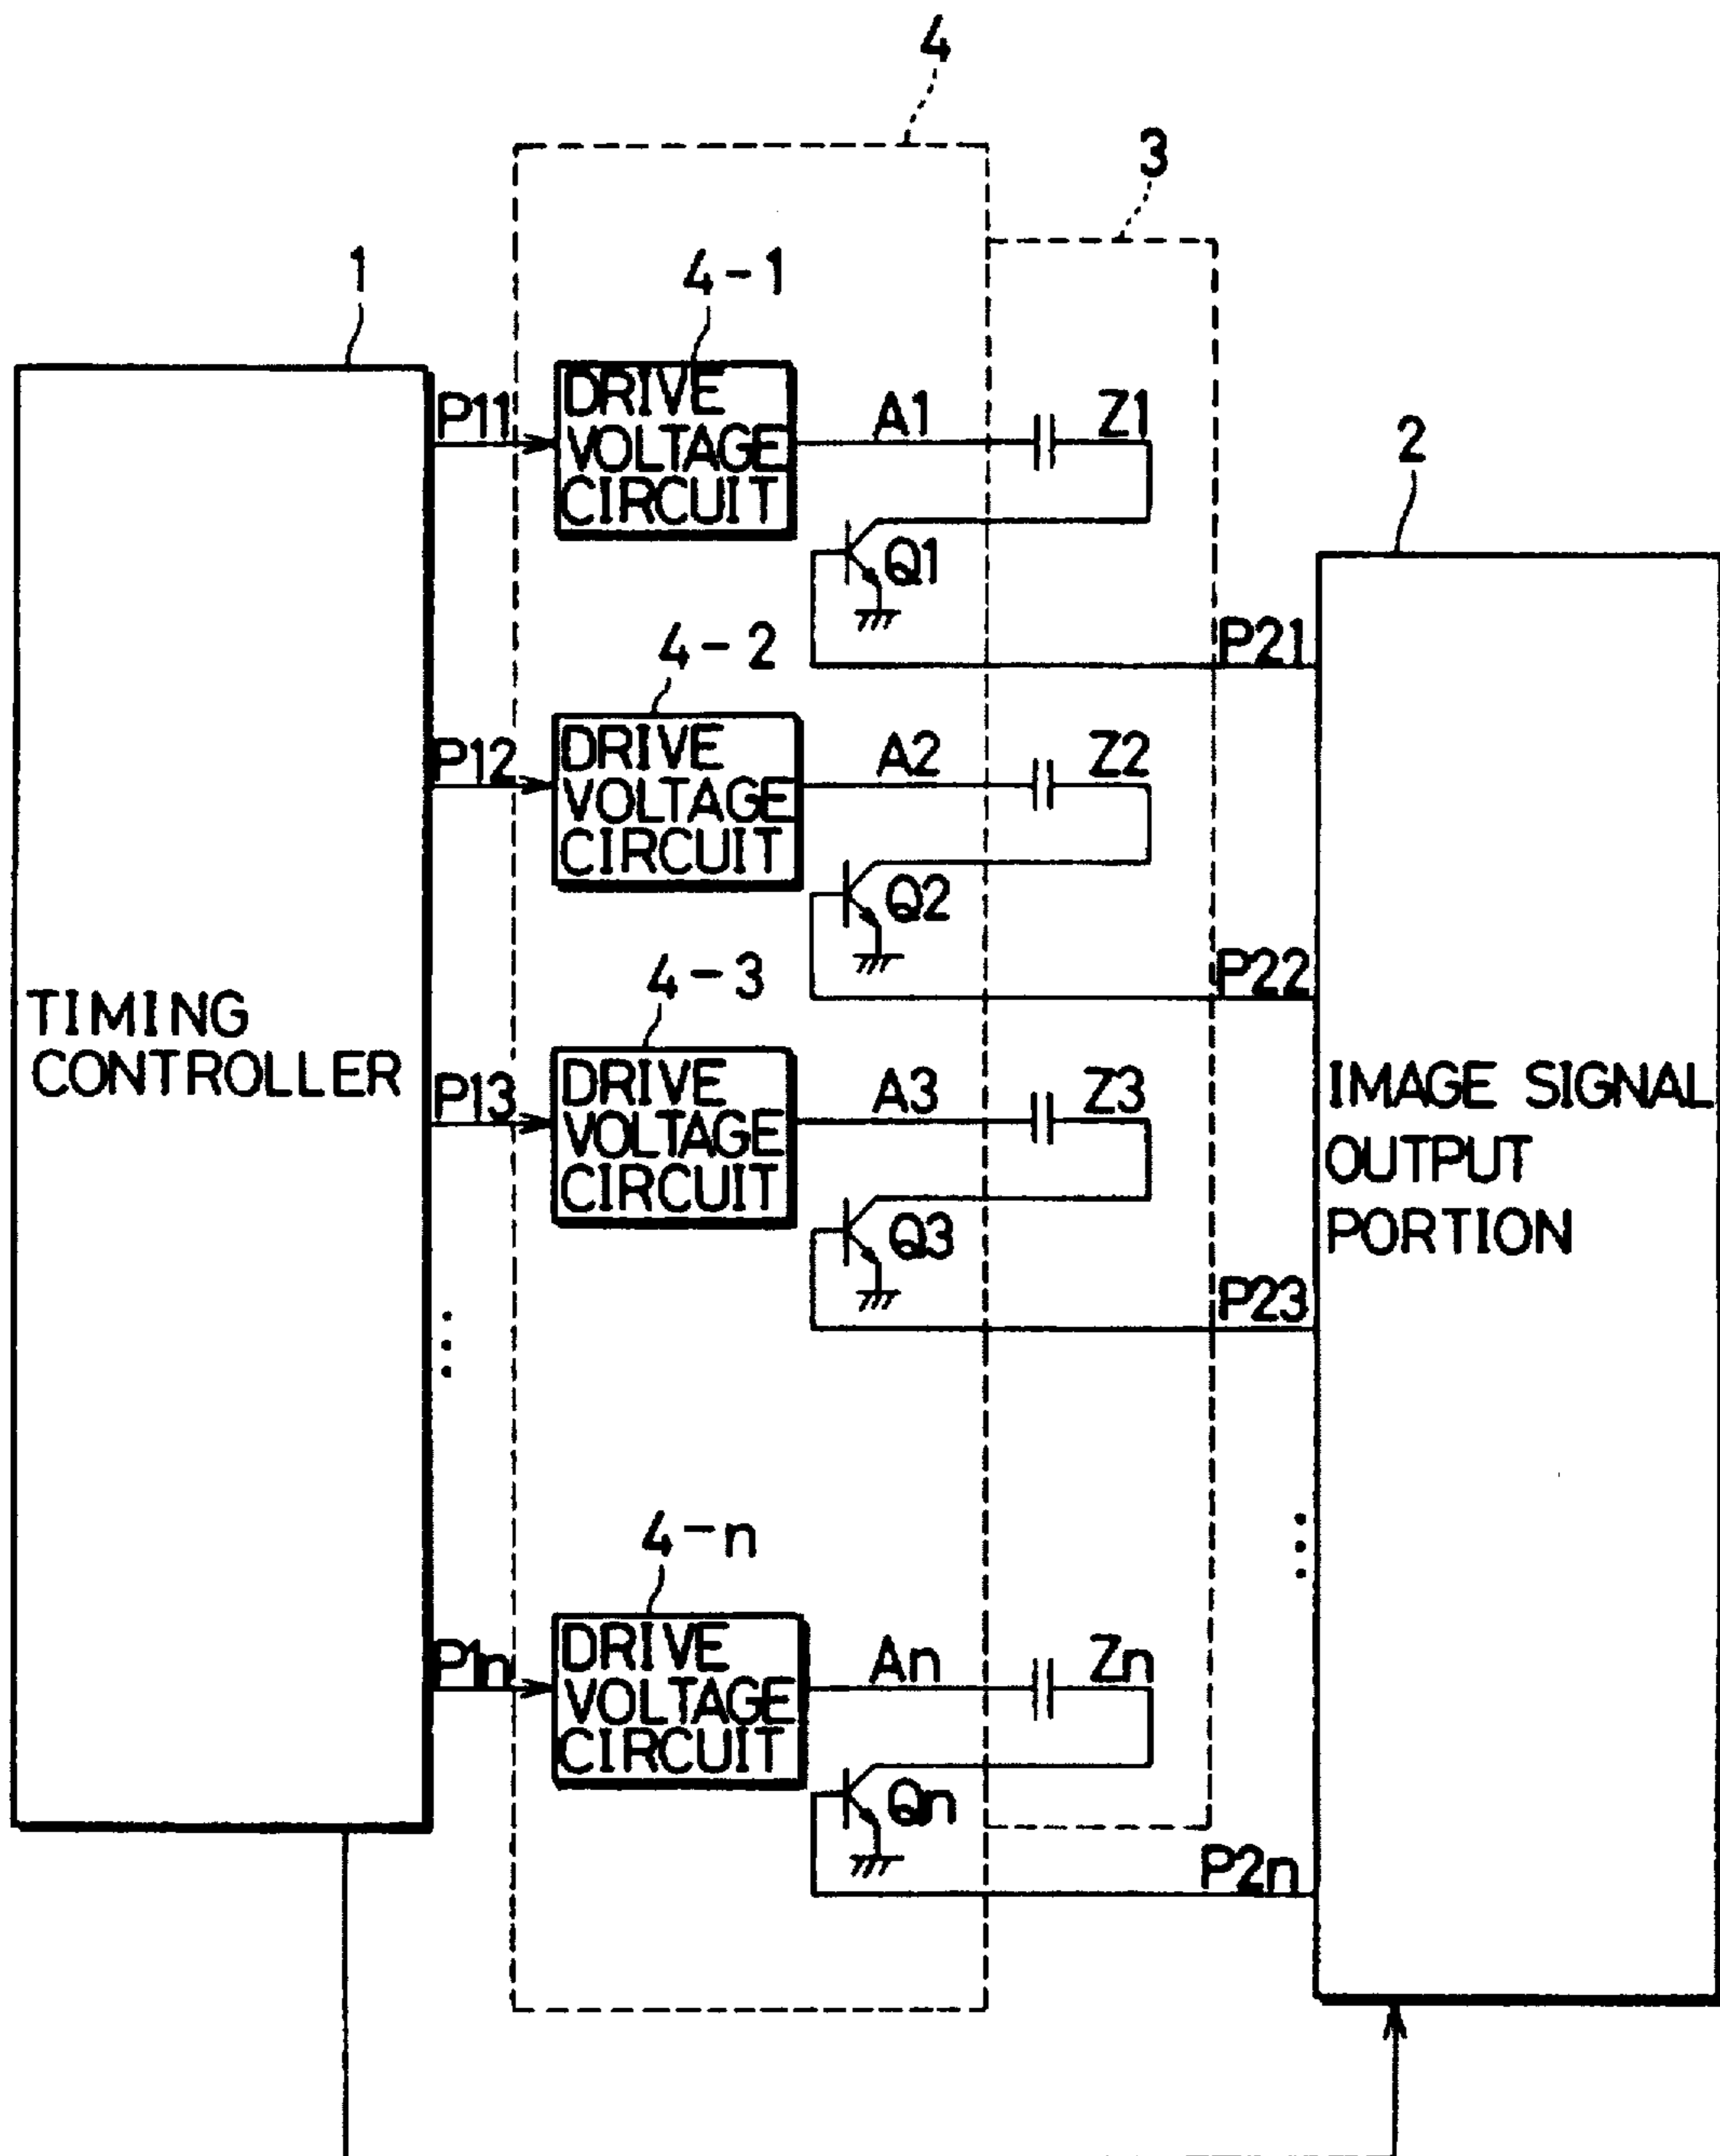 4
3
1
4-1
P11
DRIVE
VOLTAGE
CIRCUIT
A1
Z1
2
Q1
P21
4-2
P12
DRIVE
VOLTAGE
CIRCUIT
A2
Z2
Q2
P22
4-3
TIMING
CONTROLLER
P13
DRIVE
VOLTAGE
CIRCUIT
A3
Z3
Q3
P23
IMAGE SIGNAL
OUTPUT
PORTION
4-n
P1n
DRIVE
VOLTAGE
CIRCUIT
An
Zn
Qn
P2n